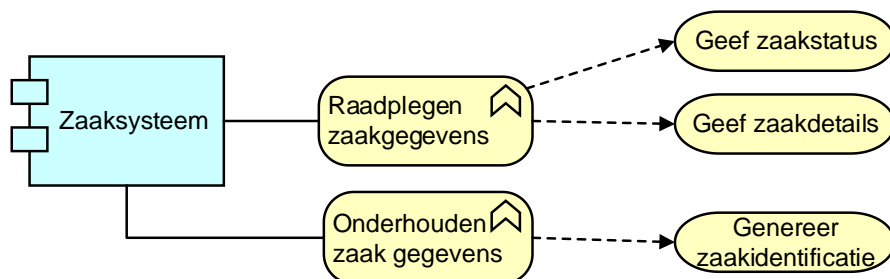 Zaaksysteem
Raadplegen
zaakgegevens
Geef zaakstatus
Geef zaakdetails
Onderhouden
zaak gegevens
Genereer
zaakidentificatie